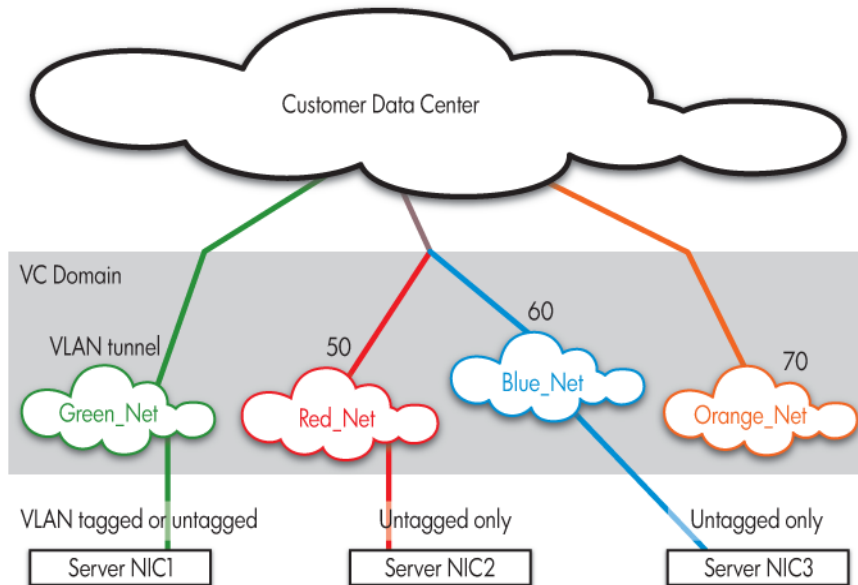 Customer Data Center
VC Domain
VLAN tunnel
50
60
70
Green_Net
Red_Net
Blue_Net
Orange_Net
VLAN tagged or untagged
Untagged only
Untagged only
Server NIC1
Server NIC2
Server NIC3